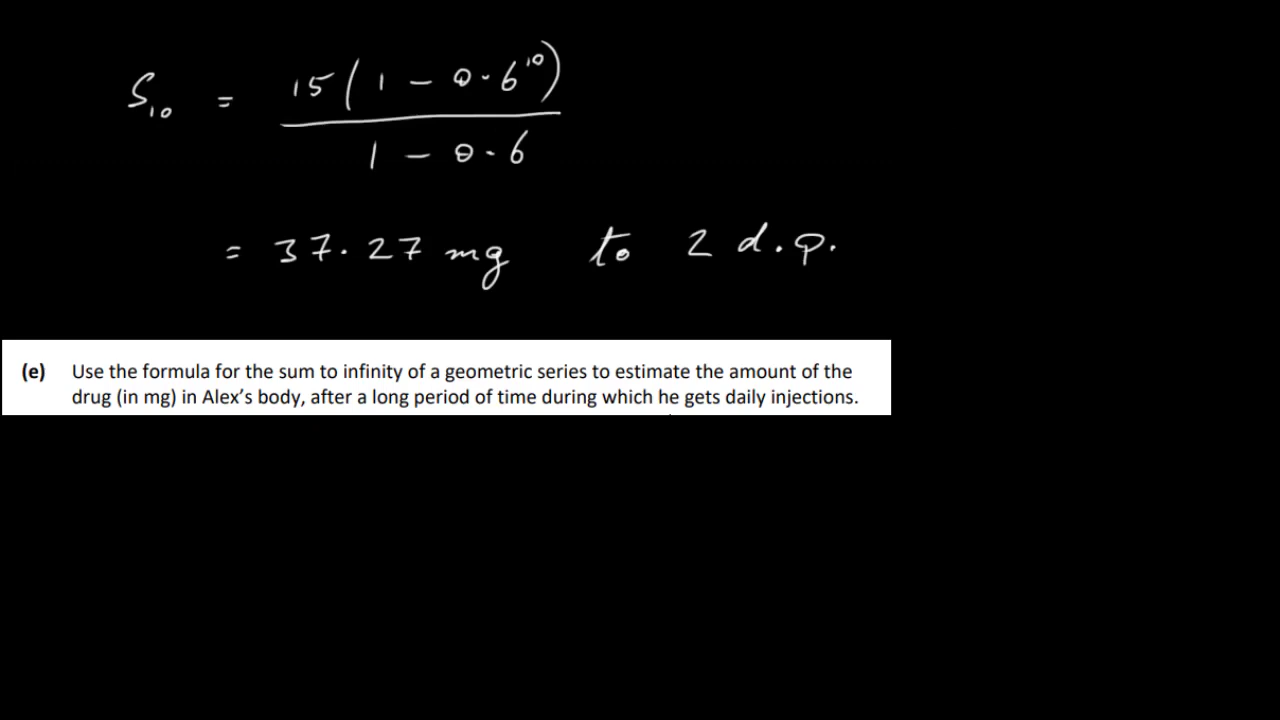 S₁₀ = 15(1 - 0.6¹⁰)
1 - 0.6
= 37.27 mg to 2 d.p.
(e) Use the formula for the sum to infinity of a geometric series to estimate the amount of the
drug (in mg) in Alex's body, after a long period of time during which he gets daily injections.